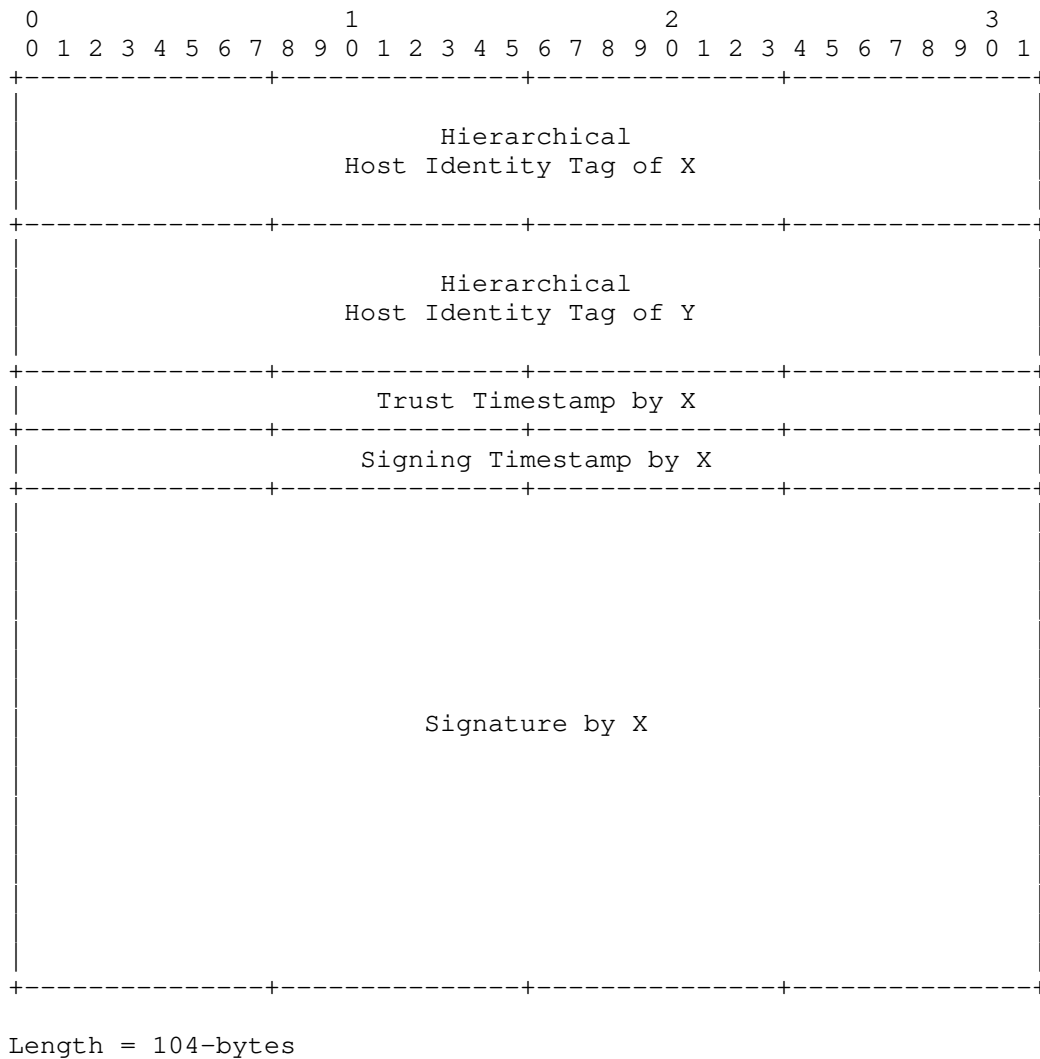 0                   1                   2                   3
0 1 2 3 4 5 6 7 8 9 0 1 2 3 4 5 6 7 8 9 0 1 2 3 4 5 6 7 8 9 0 1
Hierarchical
Host Identity Tag of X
Hierarchical
Host Identity Tag of Y
Trust Timestamp by X
Signing Timestamp by X
Signature by X
Length = 104-bytes